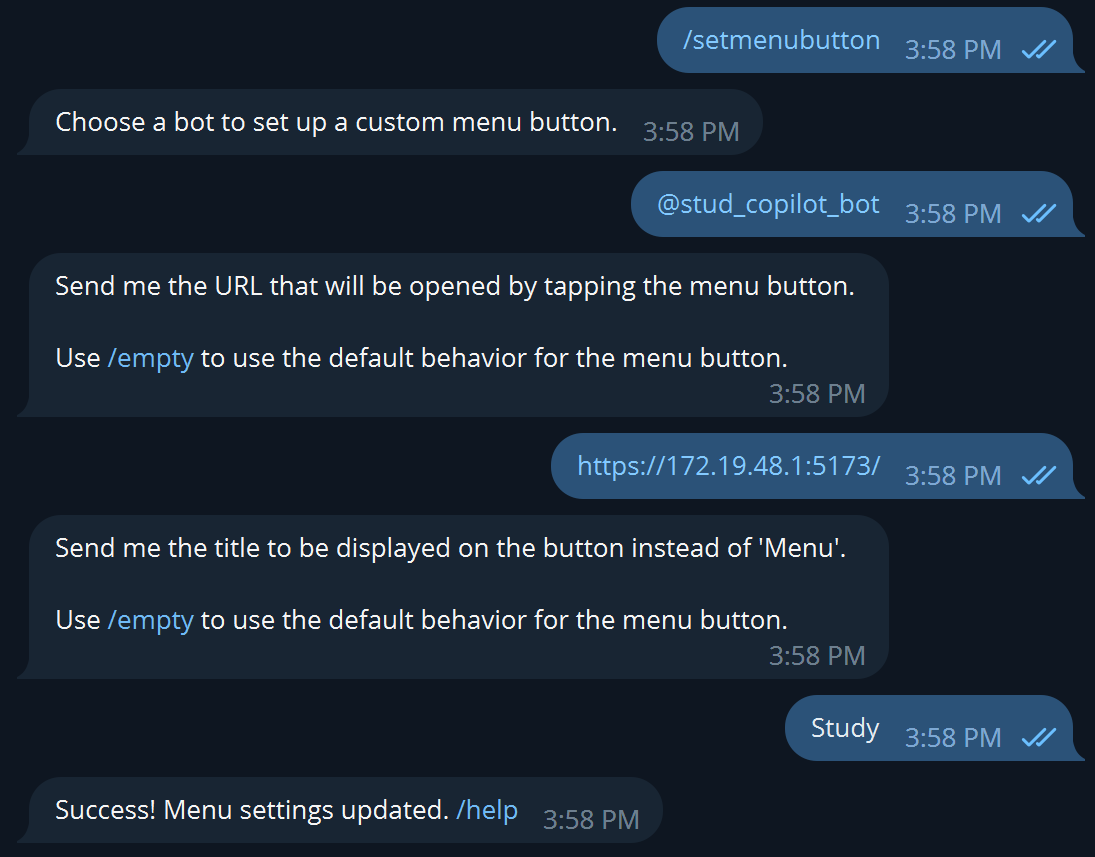 /setmenubutton 3:58 PM
Choose a bot to set up a custom menu button. 3:58 PM
@stud_copilot_bot 3:58 PM
Send me the URL that will be opened by tapping the menu button.
Use /empty to use the default behavior for the menu button.
3:58 PM
https://172.19.48.1:5173/ 3:58 PM
Send me the title to be displayed on the button instead of 'Menu'.
Use /empty to use the default behavior for the menu button.
3:58 PM
Study 3:58 PM
Success! Menu settings updated. /help 3:58 PM